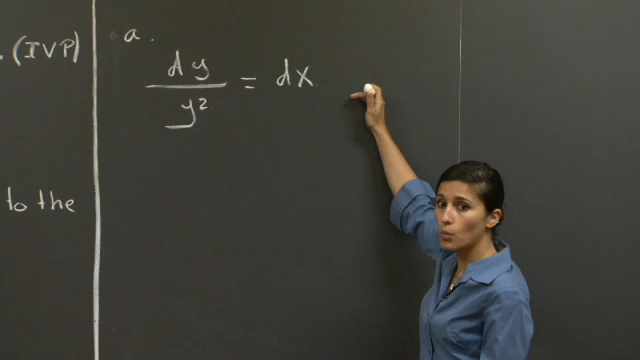 . (IVP)
to the
a.
dy/y² = dx